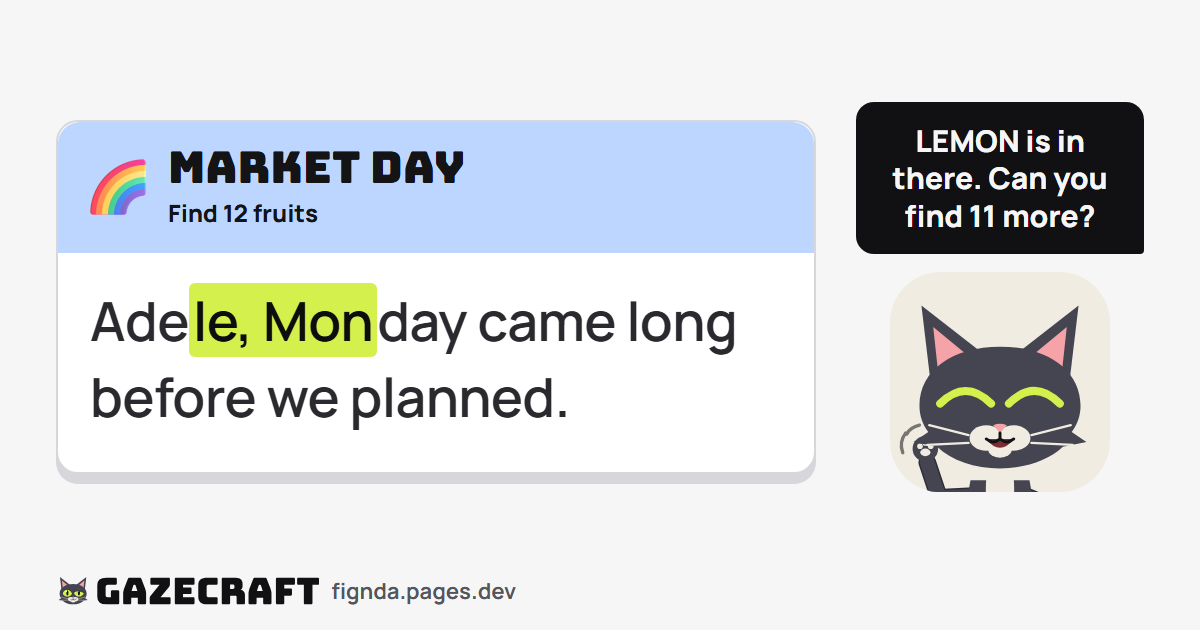 MARKET DAY
Find 12 fruits
Adele, Monday came long
before we planned.
LEMON is in
there. Can you
find 11 more?
GAZECRAFT figנda.pages.dev